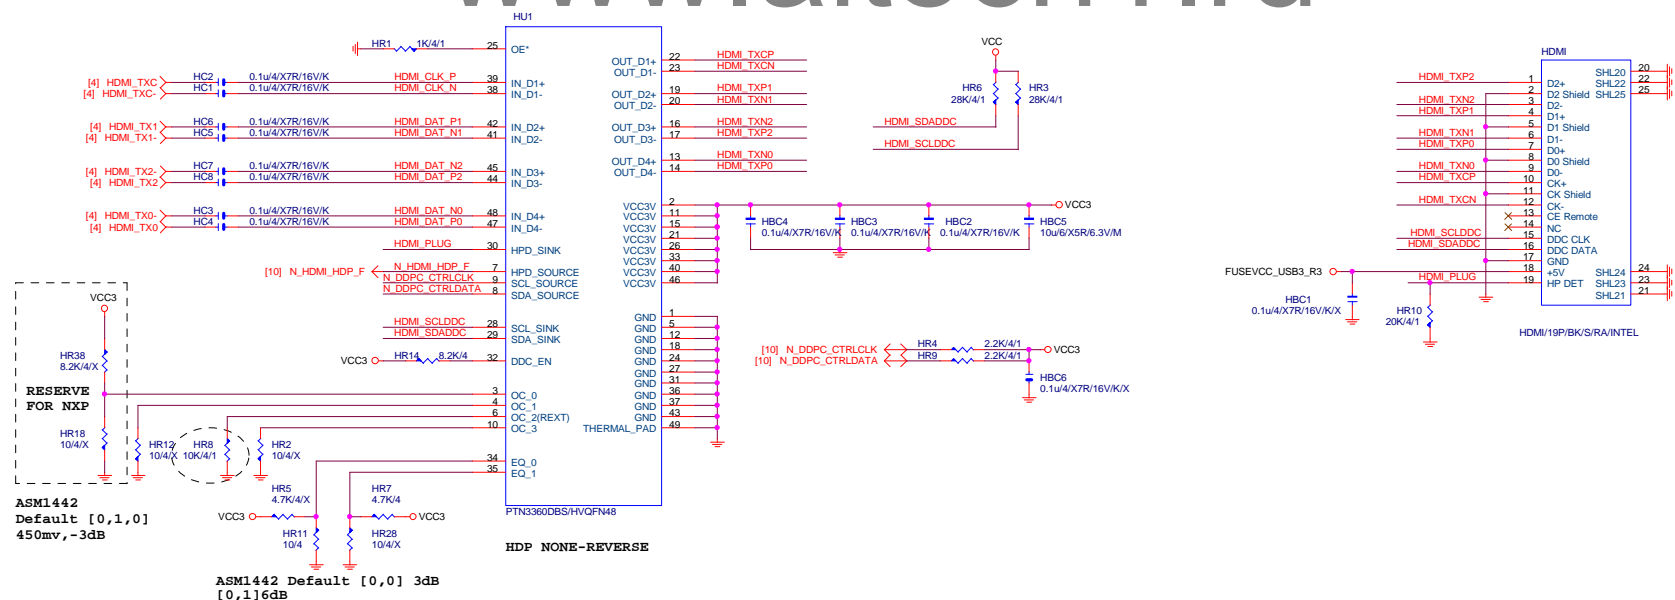 HU1
HR1 1K/4/1 25 OE*
[4] HDMI_TXC HC2 0.1u/4/X7R/16V/K HDMI_CLK_P 39 IN_D1+
[4] HDMI_TXC- HC1 0.1u/4/X7R/16V/K HDMI_CLK_N 38 IN_D1-
[4] HDMI_TX1 HC6 0.1u/4/X7R/16V/K HDMI_DAT_P1 42 IN_D2+
[4] HDMI_TX1- HC5 0.1u/4/X7R/16V/K HDMI_DAT_N1 41 IN_D2-
[4] HDMI_TX2- HC7 0.1u/4/X7R/16V/K HDMI_DAT_N2 45 IN_D3+
[4] HDMI_TX2 HC8 0.1u/4/X7R/16V/K HDMI_DAT_P2 44 IN_D3-
[4] HDMI_TX0- HC3 0.1u/4/X7R/16V/K HDMI_DAT_N0 48 IN_D4+
[4] HDMI_TX0 HC4 0.1u/4/X7R/16V/K HDMI_DAT_P0 47 IN_D4-
HDMI_PLUG 30 HPD_SINK
[10] N_HDMI_HDP_F N_HDMI_HDP_F 7 HPD_SOURCE
N_DDPC_CTRLCLK 9 SCL_SOURCE
N_DDPC_CTRLDATA 8 SDA_SOURCE
HDMI_SCLDDC 28 SCL_SINK
HDMI_SDADDC 29 SDA_SINK
VCC3 HR14 8.2K/4 32 DDC_EN
3 OC_0
4 OC_1
6 OC_2(REXT)
10 OC_3
34 EQ_0
35 EQ_1
OUT_D1+ 22 HDMI_TXCP
OUT_D1- 23 HDMI_TXCN
OUT_D2+ 19 HDMI_TXP1
OUT_D2- 20 HDMI_TXN1
OUT_D3+ 16 HDMI_TXN2
OUT_D3- 17 HDMI_TXP2
OUT_D4+ 13 HDMI_TXN0
OUT_D4- 14 HDMI_TXP0
VCC3V 2
VCC3V 11
VCC3V 15
VCC3V 21
VCC3V 26
VCC3V 33
VCC3V 40
VCC3V 46
GND 1
GND 5
GND 12
GND 18
GND 24
GND 27
GND 31
GND 36
GND 37
GND 43
THERMAL_PAD 49
PTN3360DBS/HVQFN48
HDP NONE-REVERSE
VCC3
HR38
8.2K/4/X
RESERVE
FOR NXP
HR18
10/4/X
HR12
10/4/X
HR8
10K/4/1
HR2
10/4/X
ASM1442
Default [0,1,0]
450mv,-3dB
HR5
4.7K/4/X
HR7
4.7K/4
VCC3
VCC3
HR11
10/4
HR28
10/4/X
ASM1442 Default [0,0] 3dB
[0,1]6dB
VCC
HR6
28K/4/1
HR3
28K/4/1
HDMI_SDADDC
HDMI_SCLDDC
VCC3
HBC4
0.1u/4/X7R/16V/K
HBC3
0.1u/4/X7R/16V/K
HBC2
0.1u/4/X7R/16V/K
HBC5
10u/6/X5R/6.3V/M
[10] N_DDPC_CTRLCLK HR4 2.2K/4/1 VCC3
[10] N_DDPC_CTRLDATA HR9 2.2K/4/1
HBC6
0.1u/4/X7R/16V/K/X
HDMI
HDMI_TXP2 1 D2+
2 D2 Shield
HDMI_TXN2 3 D2-
HDMI_TXP1 4 D1+
5 D1 Shield
HDMI_TXN1 6 D1-
HDMI_TXP0 7 D0+
8 D0 Shield
HDMI_TXN0 9 D0-
HDMI_TXCP 10 CK+
11 CK Shield
HDMI_TXCN 12 CK-
13 CE Remote
14 NC
HDMI_SCLDDC 15 DDC CLK
HDMI_SDADDC 16 DDC DATA
17 GND
FUSEVCC_USB3_R3 18 +5V
HDMI_PLUG 19 HP DET
SHL20 20
SHL22 22
SHL25 25
SHL24 24
SHL23 23
SHL21 21
HBC1
0.1u/4/X7R/16V/K/X
HR10
20K/4/1
HDMI/19P/BK/S/RA/INTEL